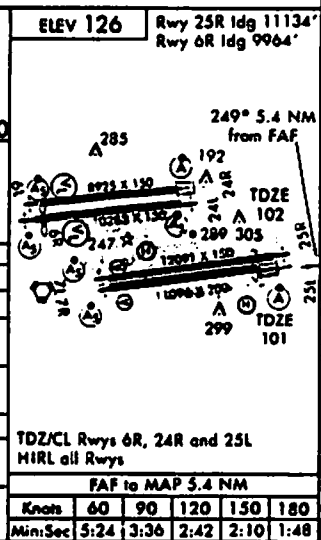 ELEV 126
Rwy 25R ldg 11134'
Rwy 6R ldg 9964'
249° 5.4 NM
from FAF
285
192
24R
24L
TDZE
102
8925 X 150
10285 X 150
6L
6R
247
289
305
12091 X 150
25R
7L
7R
25L
299
TDZE
101
TDZ/CL Rwys 6R, 24R and 25L
HIRL all Rwys
FAF to MAP 5.4 NM
Knots 60 90 120 150 180
Min:Sec 5:24 3:36 2:42 2:10 1:48